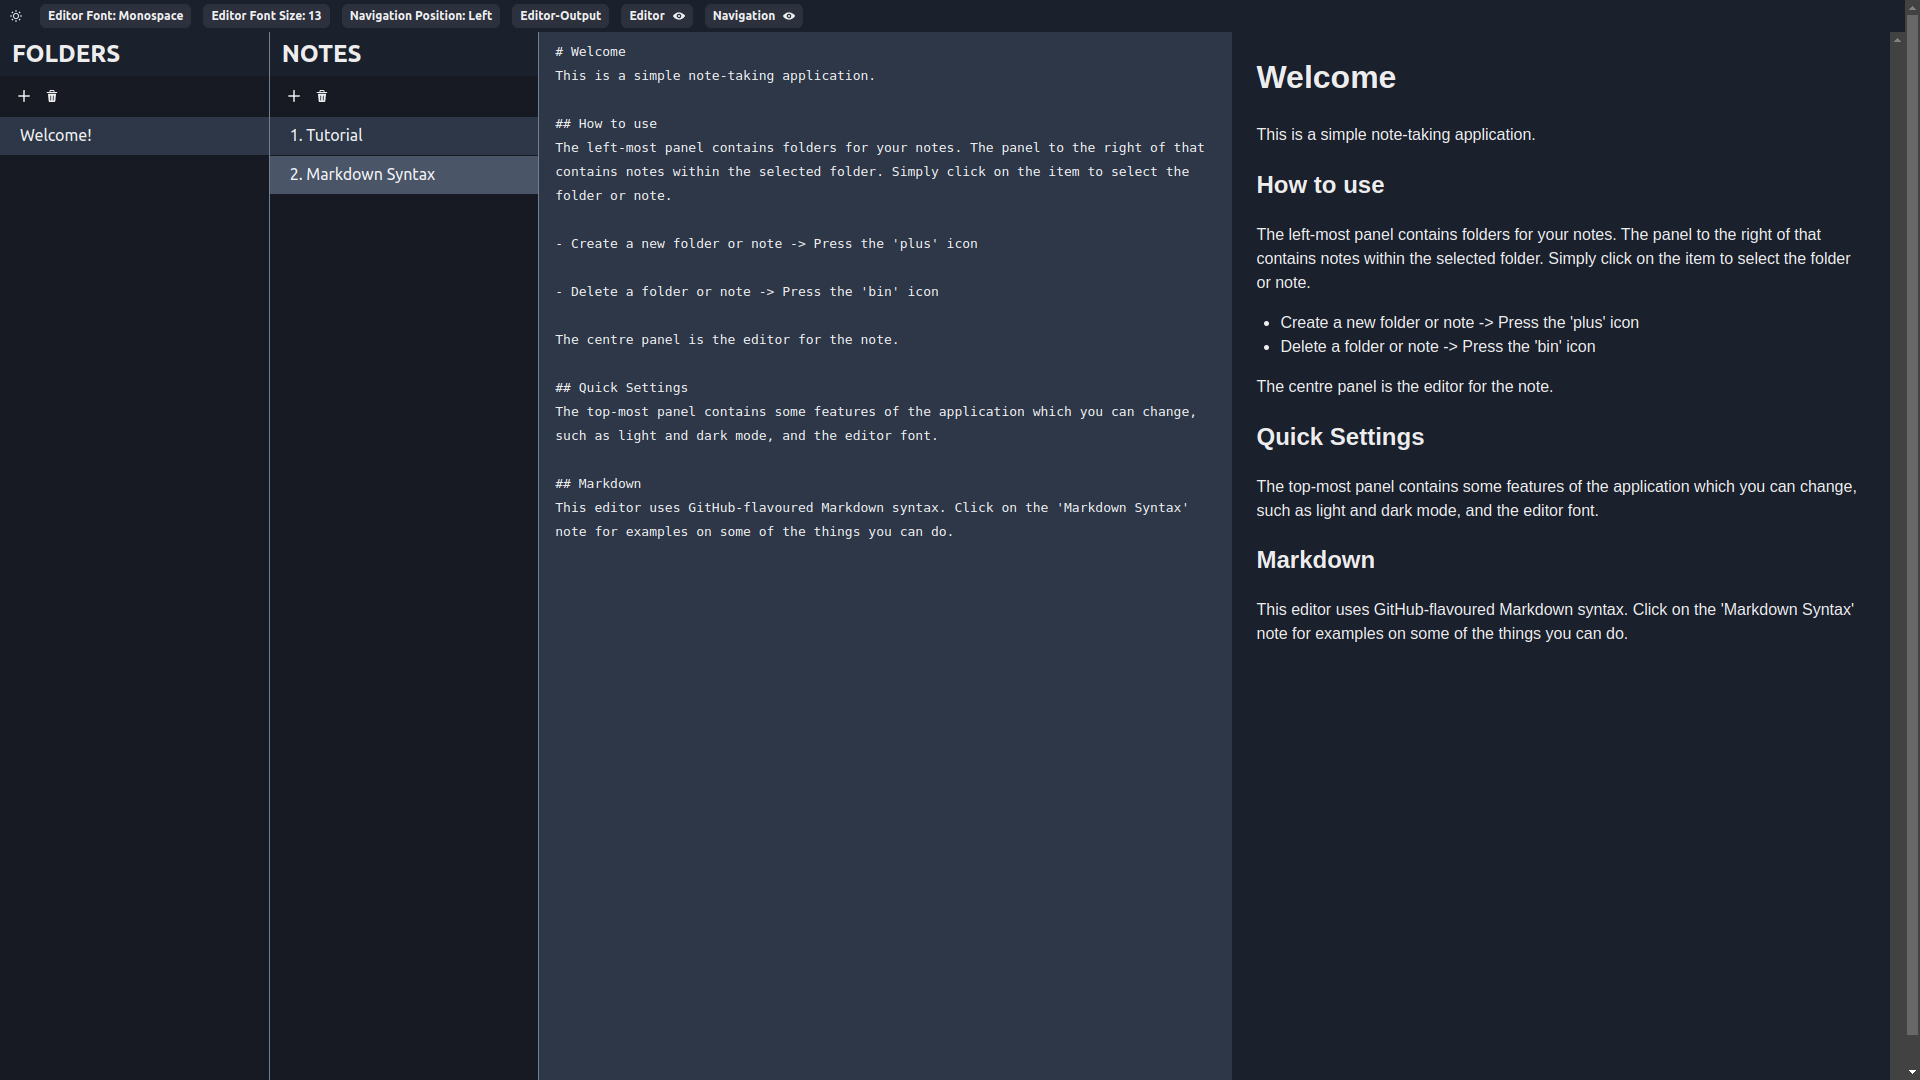 Editor Font: Monospace
Editor Font Size: 13
Navigation Position: Left
Editor-Output
Editor
Navigation
FOLDERS
Welcome!
NOTES
1. Tutorial
2. Markdown Syntax
# Welcome
This is a simple note-taking application.
## How to use
The left-most panel contains folders for your notes. The panel to the right of that
contains notes within the selected folder. Simply click on the item to select the
folder or note.
- Create a new folder or note -> Press the 'plus' icon
- Delete a folder or note -> Press the 'bin' icon
The centre panel is the editor for the note.
## Quick Settings
The top-most panel contains some features of the application which you can change,
such as light and dark mode, and the editor font.
## Markdown
This editor uses GitHub-flavoured Markdown syntax. Click on the 'Markdown Syntax'
note for examples on some of the things you can do.
Welcome
This is a simple note-taking application.
How to use
The left-most panel contains folders for your notes. The panel to the right of that
contains notes within the selected folder. Simply click on the item to select the folder
or note.
• Create a new folder or note -> Press the 'plus' icon
• Delete a folder or note -> Press the 'bin' icon
The centre panel is the editor for the note.
Quick Settings
The top-most panel contains some features of the application which you can change,
such as light and dark mode, and the editor font.
Markdown
This editor uses GitHub-flavoured Markdown syntax. Click on the 'Markdown Syntax'
note for examples on some of the things you can do.